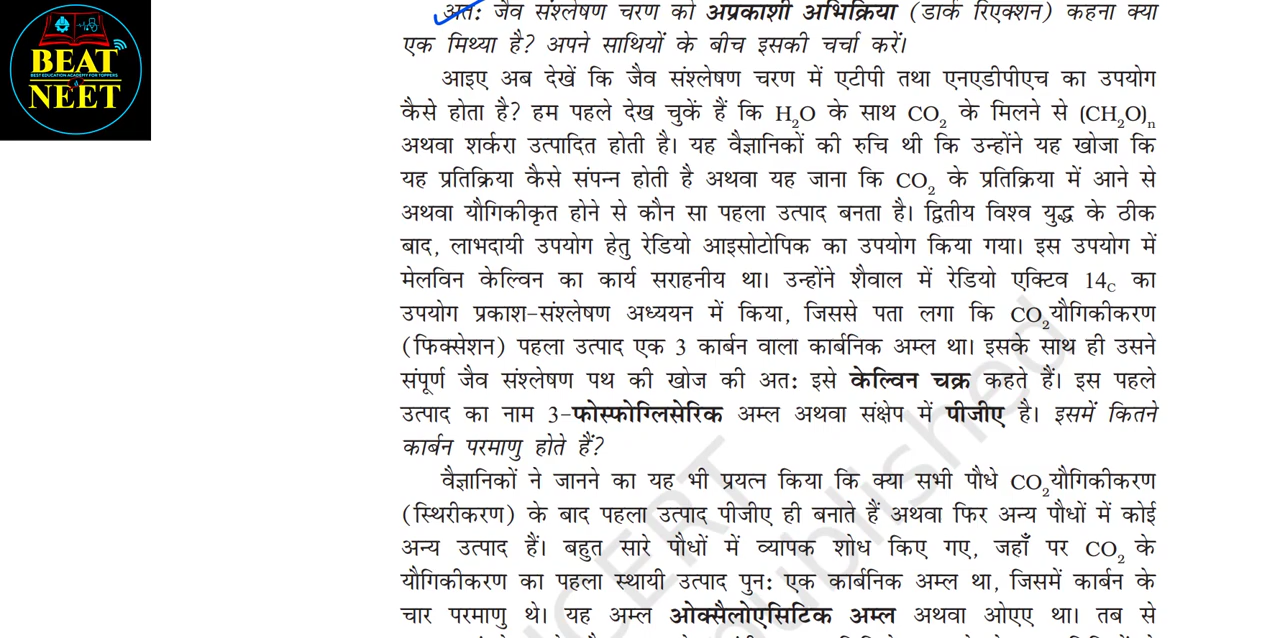 BEAT
BEST EDUCATION ACADEMY FOR TOPPERS
NEET
अतः जैव संश्लेषण चरण को अप्रकाशी अभिक्रिया (डार्क रिएक्शन) कहना क्या
एक मिथ्या है? अपने साथियों के बीच इसकी चर्चा करें।
आइए अब देखें कि जैव संश्लेषण चरण में एटीपी तथा एनएडीपीएच का उपयोग
कैसे होता है? हम पहले देख चुकें हैं कि H₂O के साथ CO₂ के मिलने से (CH₂O)ₙ
अथवा शर्करा उत्पादित होती है। यह वैज्ञानिकों की रुचि थी कि उन्होंने यह खोजा कि
यह प्रतिक्रिया कैसे संपन्न होती है अथवा यह जाना कि CO₂ के प्रतिक्रिया में आने से
अथवा यौगिकीकृत होने से कौन सा पहला उत्पाद बनता है। द्वितीय विश्व युद्ध के ठीक
बाद, लाभदायी उपयोग हेतु रेडियो आइसोटोपिक का उपयोग किया गया। इस उपयोग में
मेलविन केल्विन का कार्य सराहनीय था। उन्होंने शैवाल में रेडियो एक्टिव 14c का
उपयोग प्रकाश-संश्लेषण अध्ययन में किया, जिससे पता लगा कि CO₂यौगिकीकरण
(फिक्सेशन) पहला उत्पाद एक 3 कार्बन वाला कार्बनिक अम्ल था। इसके साथ ही उसने
संपूर्ण जैव संश्लेषण पथ की खोज की अतः इसे केल्विन चक्र कहते हैं। इस पहले
उत्पाद का नाम 3-फोस्फोग्लिसेरिक अम्ल अथवा संक्षेप में पीजीए है। इसमें कितने
कार्बन परमाणु होते हैं?
वैज्ञानिकों ने जानने का यह भी प्रयत्न किया कि क्या सभी पौधे CO₂यौगिकीकरण
(स्थिरीकरण) के बाद पहला उत्पाद पीजीए ही बनाते हैं अथवा फिर अन्य पौधों में कोई
अन्य उत्पाद हैं। बहुत सारे पौधों में व्यापक शोध किए गए, जहाँ पर CO₂ के
यौगिकीकरण का पहला स्थायी उत्पाद पुनः एक कार्बनिक अम्ल था, जिसमें कार्बन के
चार परमाणु थे। यह अम्ल ओक्सैलोएसिटिक अम्ल अथवा ओएए था। तब से